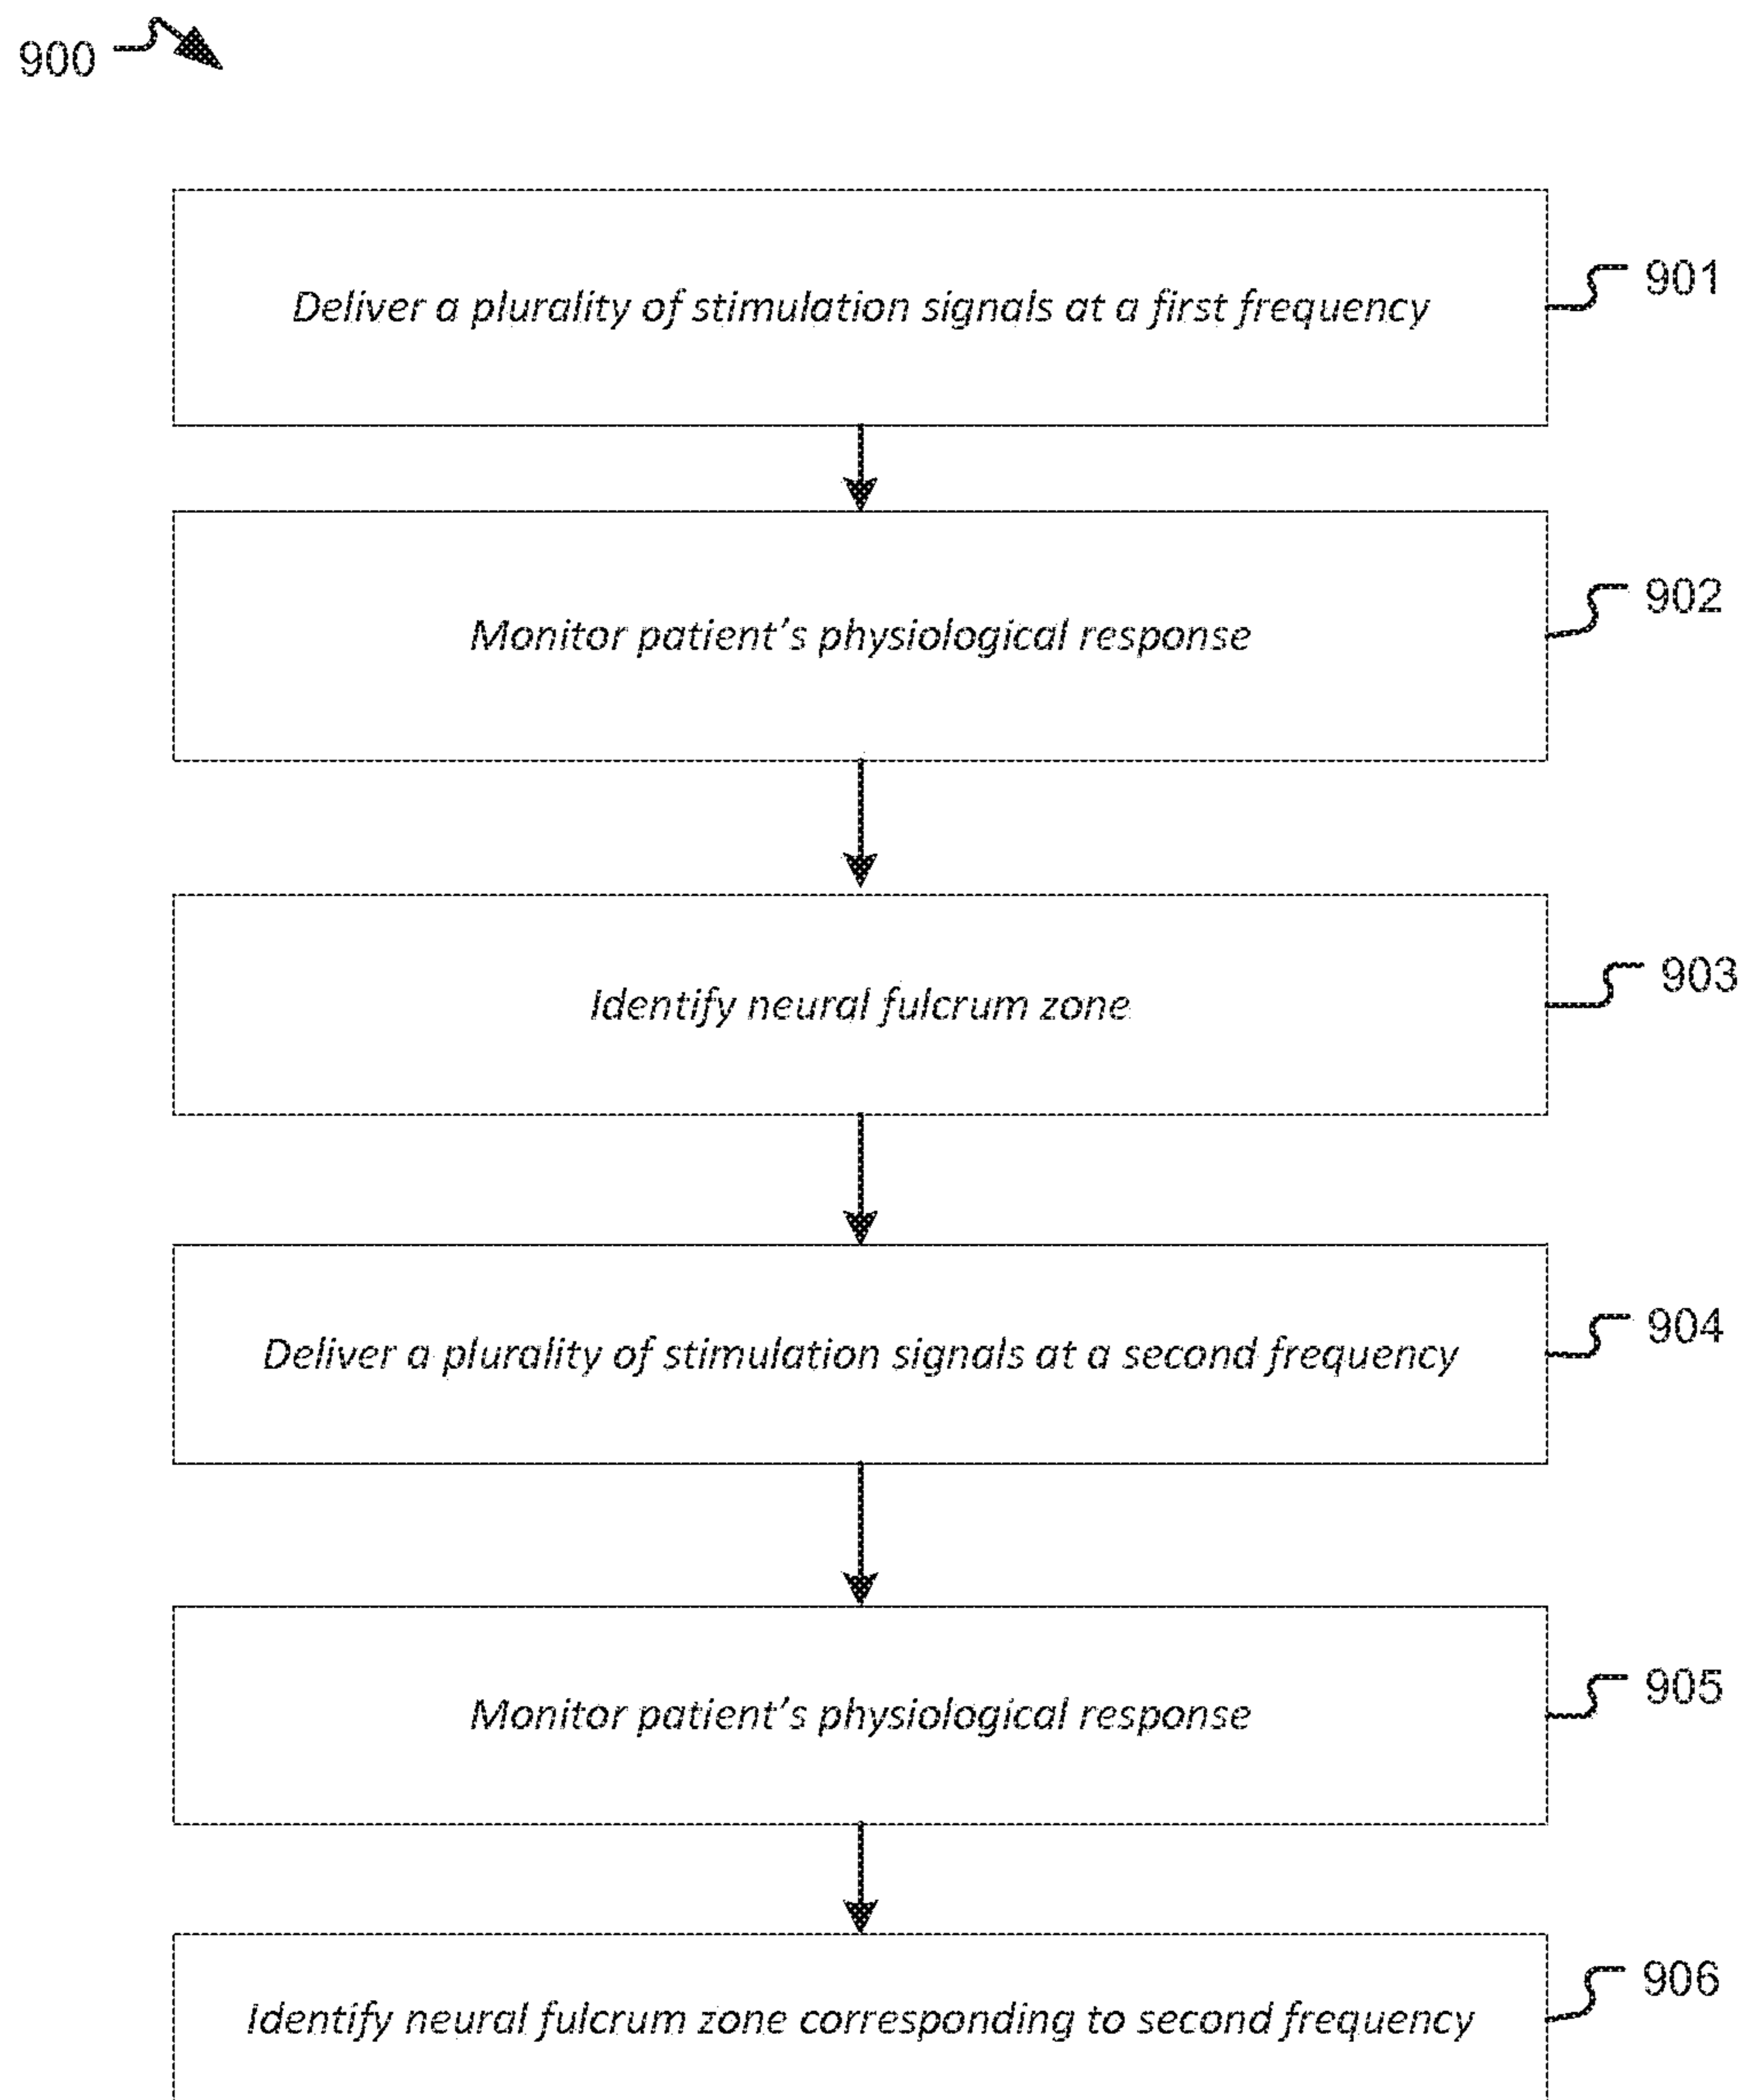 900
Deliver a plurality of stimulation signals at a first frequency
901
Monitor patient's physiological response
902
Identify neural fulcrum zone
903
Deliver a plurality of stimulation signals at a second frequency
904
Monitor patient's physiological response
905
Identify neural fulcrum zone corresponding to second frequency
906